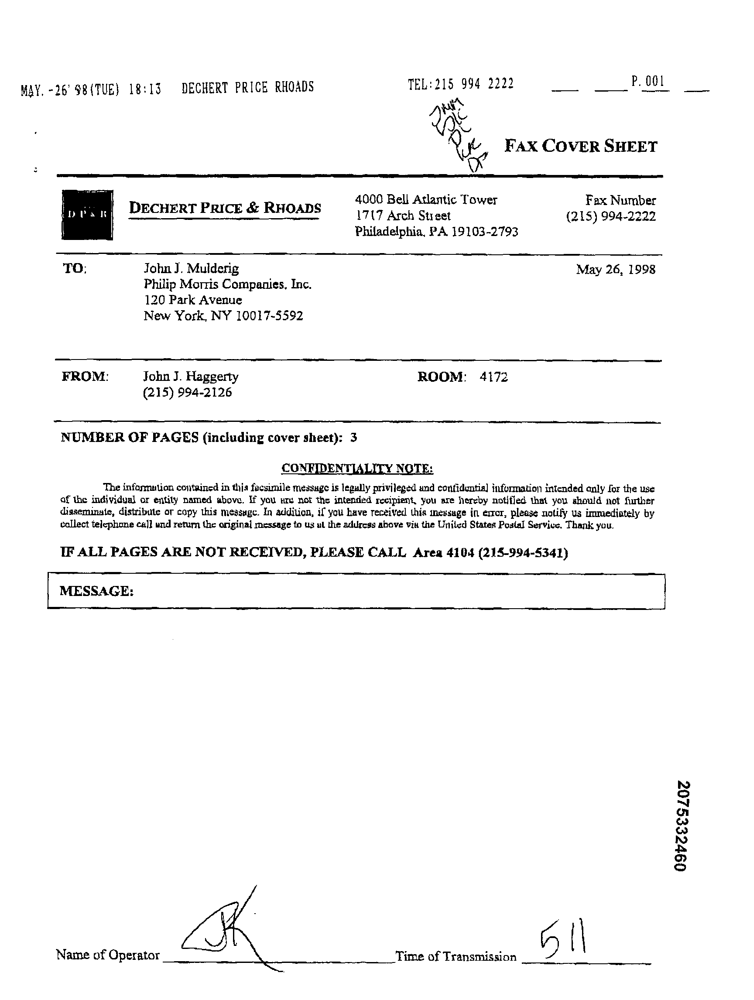 MAY. -26' 98 (TUE) 18:13 DECHERT PRICE RHOADS TEL:215 994 2222 P. 001
FAX COVER SHEET
D P & R
DECHERT PRICE & RHOADS
4000 Bell Atlantic Tower
1717 Arch Street
Philadelphia, PA 19103-2793
Fax Number
(215) 994-2222
TO:
John J. Mulderig
Philip Morris Companies, Inc.
120 Park Avenue
New York, NY 10017-5592
May 26, 1998
FROM:
John J. Haggerty
(215) 994-2126
ROOM: 4172
NUMBER OF PAGES (including cover sheet): 3
CONFIDENTIALITY NOTE:
The information contained in this facsimile message is legally privileged and confidential information intended only for the use
of the individual or entity named above. If you are not the intended recipient, you are hereby notified that you should not further
disseminate, distribute or copy this message. In addition, if you have received this message in error, please notify us immediately by
collect telephone call and return the original message to us at the address above via the United States Postal Service. Thank you.
IF ALL PAGES ARE NOT RECEIVED, PLEASE CALL Area 4104 (215-994-5341)
MESSAGE:
2075332460
Name of Operator
Time of Transmission 511